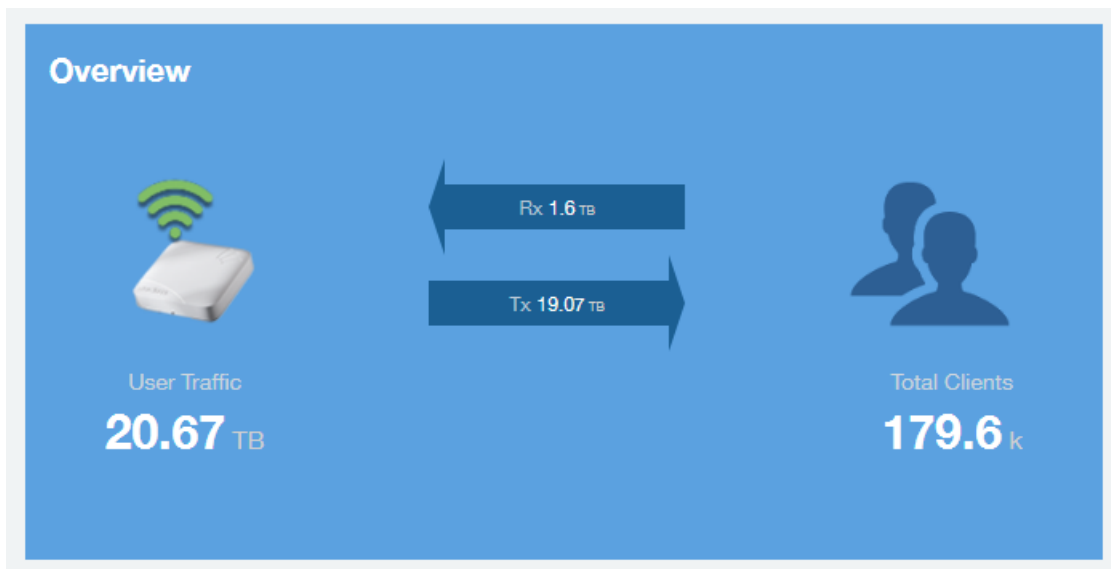 Overview
Rx 1.6 TB
Tx 19.07 TB
User Traffic
20.67 TB
Total Clients
179.6 k